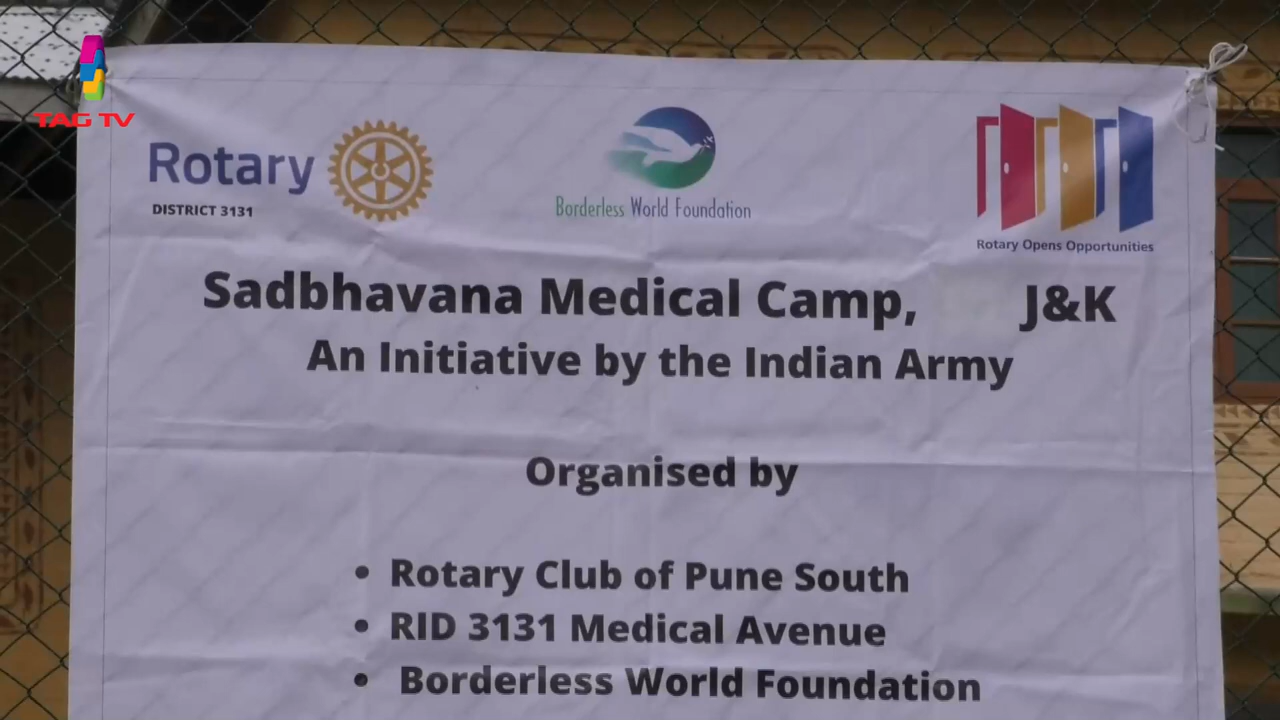 TAG TV
Rotary
DISTRICT 3131
Borderless World Foundation
Rotary Opens Opportunities
Sadbhavana Medical Camp, J&K
An Initiative by the Indian Army
Organised by
• Rotary Club of Pune South
• RID 3131 Medical Avenue
• Borderless World Foundation